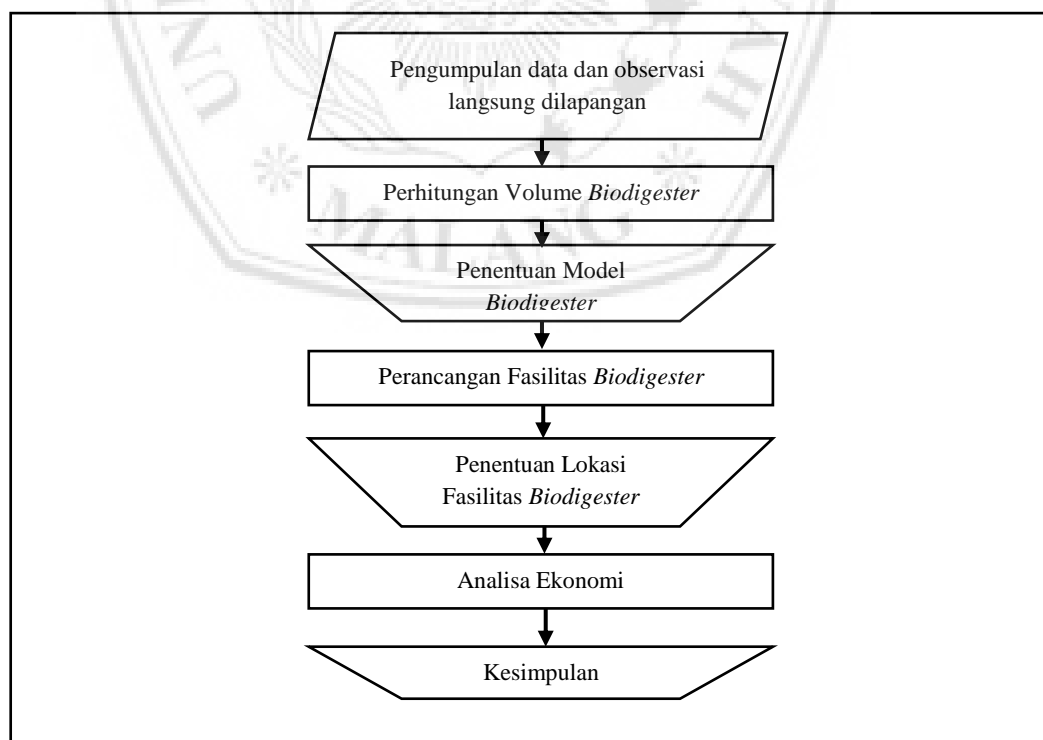 Pengumpulan data dan observasi
langsung dilapangan
Perhitungan Volume Biodigester
Penentuan Model
Biodigester
Perancangan Fasilitas Biodigester
Penentuan Lokasi
Fasilitas Biodigester
Analisa Ekonomi
Kesimpulan
MALANG